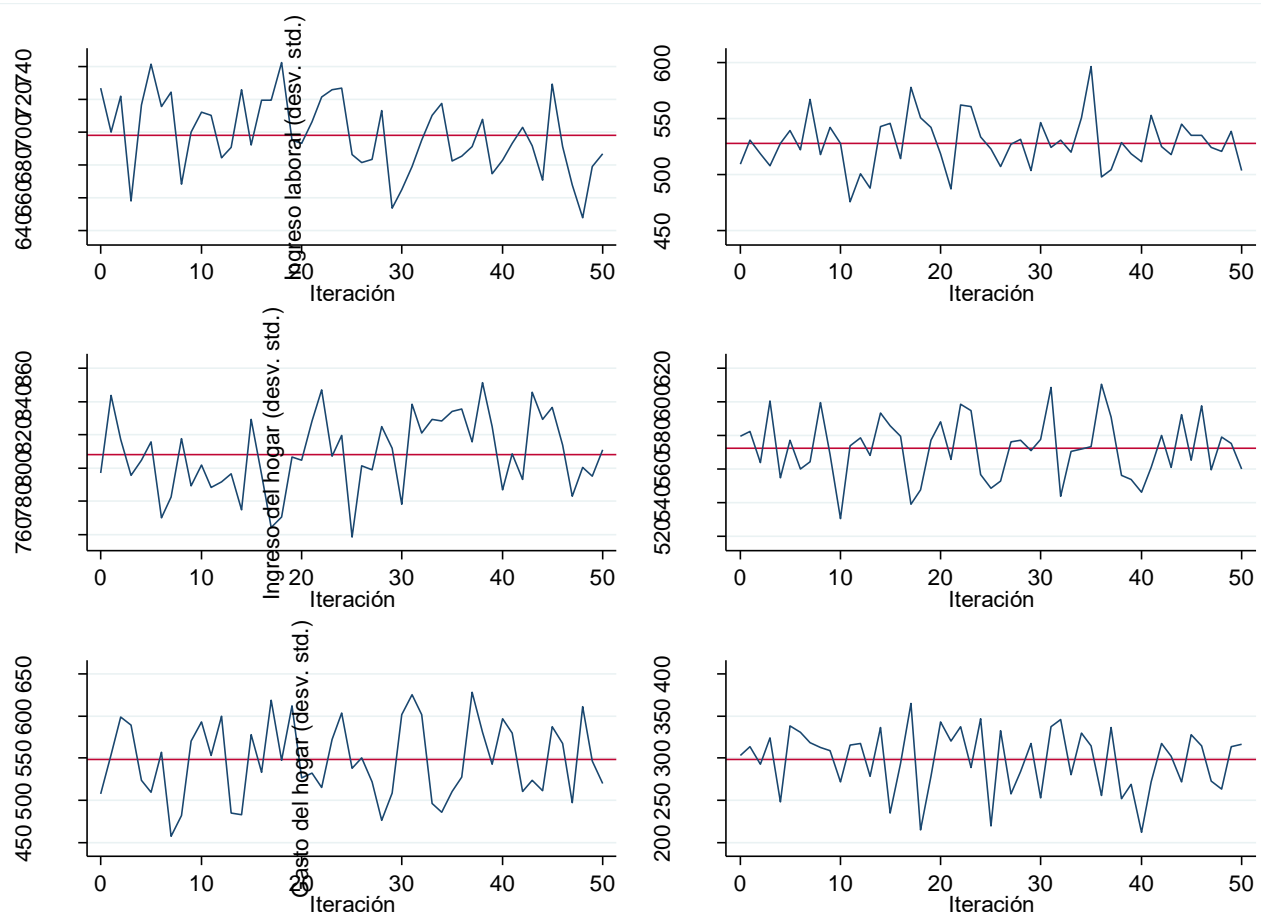 740
720
700
680
660
640
0 10 20 30 40 50
Iteración
Ingreso laboral (desv. std.)
600
550
500
450
0 10 20 30 40 50
Iteración
860
840
820
800
780
760
0 10 20 30 40 50
Iteración
Ingreso del hogar (desv. std.)
620
600
580
560
540
520
0 10 20 30 40 50
Iteración
650
600
550
500
450
0 10 20 30 40 50
Iteración
Gasto del hogar (desv. std.)
400
350
300
250
200
0 10 20 30 40 50
Iteración